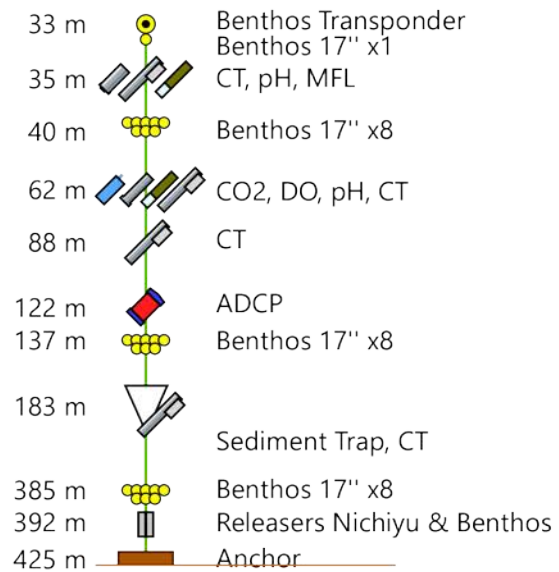 33 m Benthos Transponder
Benthos 17'' x1
35 m CT, pH, MFL
40 m Benthos 17'' x8
62 m CO2, DO, pH, CT
88 m CT
122 m ADCP
137 m Benthos 17'' x8
183 m
Sediment Trap, CT
385 m Benthos 17'' x8
392 m Releasers Nichiyu & Benthos
425 m Anchor